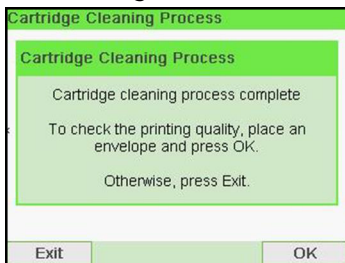 Cartridge Cleaning Process
Cartridge Cleaning Process
Cartridge cleaning process complete
To check the printing quality, place an
envelope and press OK.
Otherwise, press Exit.
Exit
OK